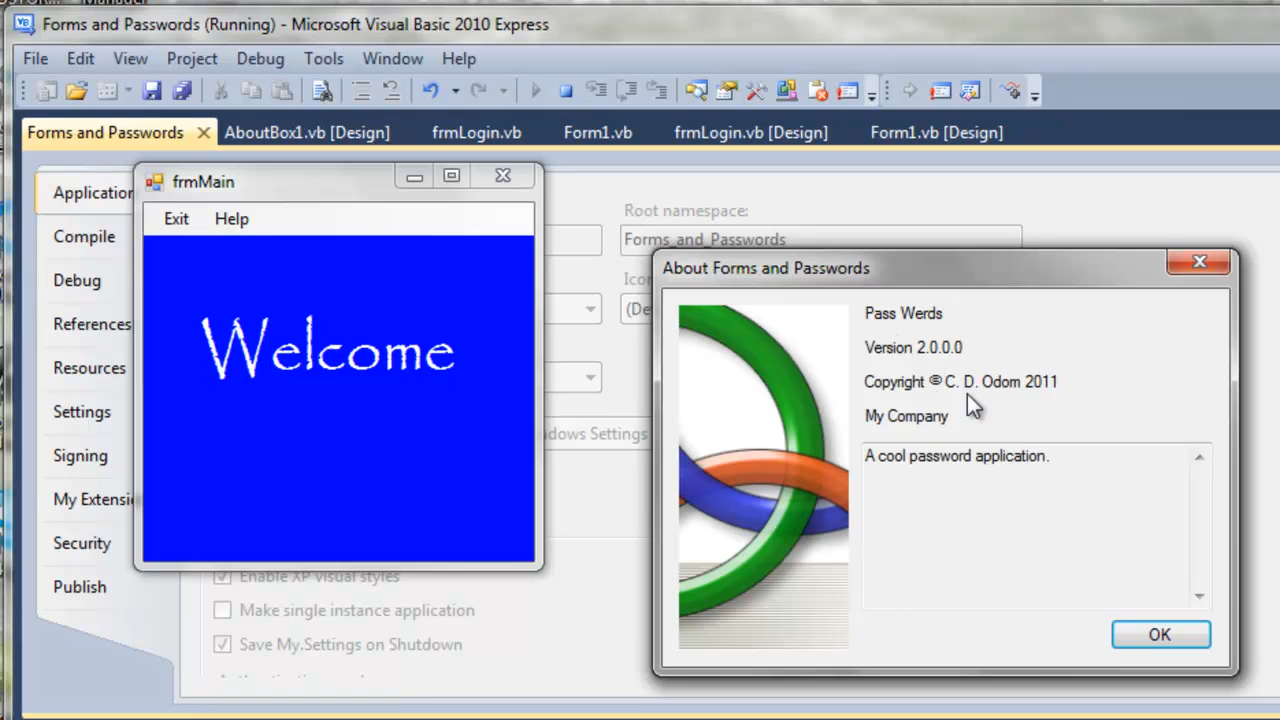 Forms and Passwords (Running) - Microsoft Visual Basic 2010 Express
File Edit View Project Debug Tools Window Help
Forms and Passwords AboutBox1.vb [Design] frmLogin.vb Form1.vb frmLogin.vb [Design] Form1.vb [Design]
Application
Compile
Debug
References
Resources
Settings
Signing
My Extensi
Security
Publish
frmMain
Exit Help
Welcome
Root namespace:
Forms_and_Passwords
Icon
(De
ndows Settings
Enable XP visual styles
Make single instance application
Save My.Settings on Shutdown
About Forms and Passwords
Pass Werds
Version 2.0.0.0
Copyright © C. D. Odom 2011
My Company
A cool password application.
OK